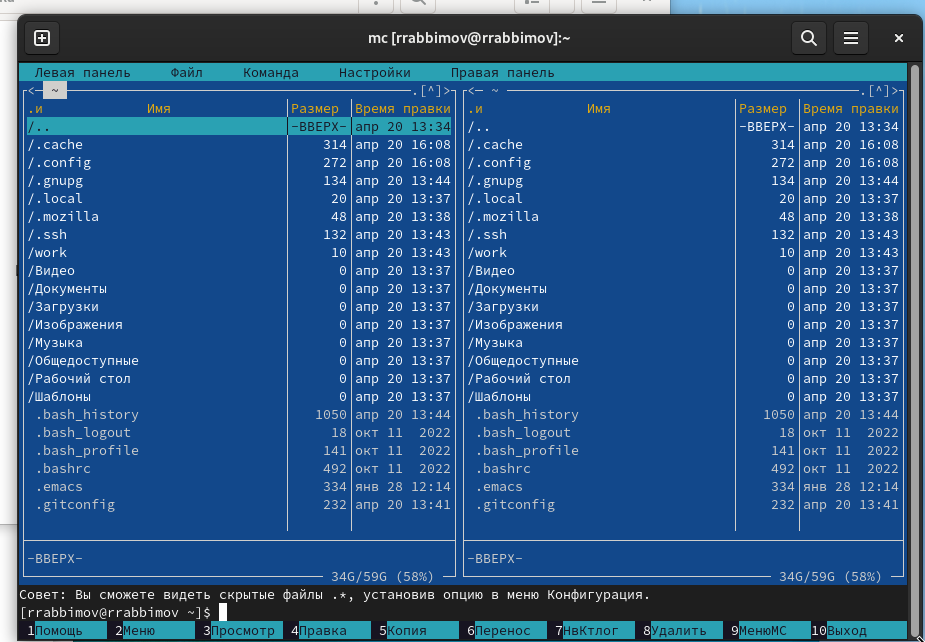 mc [rrabbimov@rrabbimov]:~
Левая панель Файл Команда Настройки Правая панель
<─ ~ .[^]> <─ ~ .[^]>
.и Имя Размер Время правки .и Имя Размер Время правки
/.. -ВВЕРХ- апр 20 13:34 /.. -ВВЕРХ- апр 20 13:34
/.cache 314 апр 20 16:08 /.cache 314 апр 20 16:08
/.config 272 апр 20 16:08 /.config 272 апр 20 16:08
/.gnupg 134 апр 20 13:44 /.gnupg 134 апр 20 13:44
/.local 20 апр 20 13:37 /.local 20 апр 20 13:37
/.mozilla 48 апр 20 13:38 /.mozilla 48 апр 20 13:38
/.ssh 132 апр 20 13:43 /.ssh 132 апр 20 13:43
/work 10 апр 20 13:43 /work 10 апр 20 13:43
/Видео 0 апр 20 13:37 /Видео 0 апр 20 13:37
/Документы 0 апр 20 13:37 /Документы 0 апр 20 13:37
/Загрузки 0 апр 20 13:37 /Загрузки 0 апр 20 13:37
/Изображения 0 апр 20 13:37 /Изображения 0 апр 20 13:37
/Музыка 0 апр 20 13:37 /Музыка 0 апр 20 13:37
/Общедоступные 0 апр 20 13:37 /Общедоступные 0 апр 20 13:37
/Рабочий стол 0 апр 20 13:37 /Рабочий стол 0 апр 20 13:37
/Шаблоны 0 апр 20 13:37 /Шаблоны 0 апр 20 13:37
.bash_history 1050 апр 20 13:44 .bash_history 1050 апр 20 13:44
.bash_logout 18 окт 11 2022 .bash_logout 18 окт 11 2022
.bash_profile 141 окт 11 2022 .bash_profile 141 окт 11 2022
.bashrc 492 окт 11 2022 .bashrc 492 окт 11 2022
.emacs 334 янв 28 12:14 .emacs 334 янв 28 12:14
.gitconfig 232 апр 20 13:41 .gitconfig 232 апр 20 13:41
-ВВЕРХ- -ВВЕРХ-
34G/59G (58%) 34G/59G (58%)
Совет: Вы сможете видеть скрытые файлы .*, установив опцию в меню Конфигурация.
[rrabbimov@rrabbimov ~]$
1Помощь 2Меню 3Просмотр 4Правка 5Копия 6Перенос 7НвКтлог 8Удалить 9МенюМС 10Выход